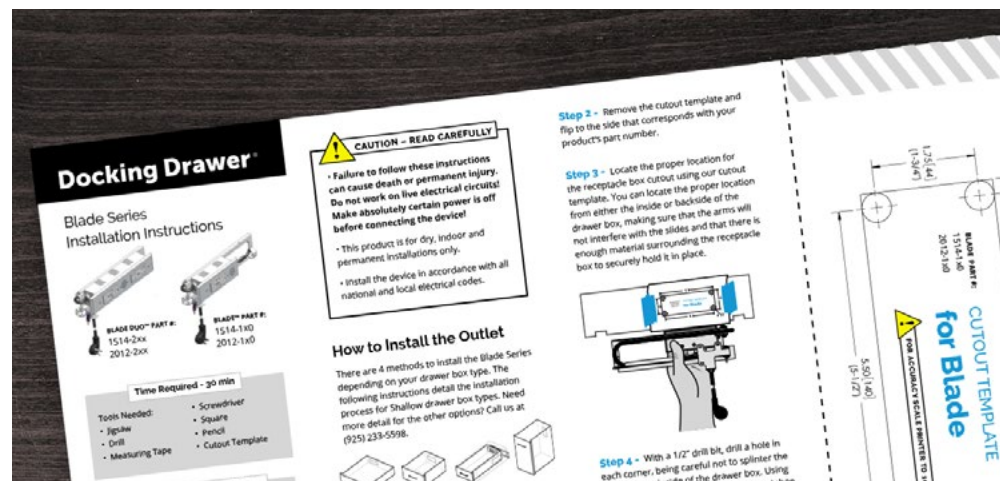 Docking Drawer®
Blade Series
Installation Instructions
BLADE DUO™ PART #:
1514-2xx
2012-2xx
BLADE™ PART #:
1514-1x0
2012-1x0
Time Required - 30 min
Tools Needed:
• Jigsaw
• Drill
• Measuring Tape
• Screwdriver
• Square
• Pencil
• Cutout Template
CAUTION – READ CAREFULLY
• Failure to follow these instructions
can cause death or permanent injury.
Do not work on live electrical circuits!
Make absolutely certain power is off
before connecting the device!
• This product is for dry, indoor and
permanent installations only.
• Install the device in accordance with all
national and local electrical codes.
How to Install the Outlet
There are 4 methods to install the Blade Series
depending on your drawer box type. The
following instructions detail the installation
process for Shallow drawer box types. Need
more detail for the other options? Call us at
(925) 233-5598.
Step 2 - Remove the cutout template and
flip to the side that corresponds with your
product's part number.
Step 3 - Locate the proper location for
the receptacle box cutout using our cutout
template. You can locate the proper location
from either the inside or backside of the
drawer box, making sure that the arms will
not interfere with the slides and that there is
enough material surrounding the receptacle
box to securely hold it in place.
for Blade
Step 4 - With a 1/2" drill bit, drill a hole in
each corner, being careful not to splinter the
side of the drawer box. Using
1.75 [44]
(1-3/4")
5.50 [140]
(5-1/2")
BLADE PART #:
1514-1x0
2012-1x0
CUTOUT TEMPLATE
for Blade
FOR ACCURACY SCALE PRINTER TO